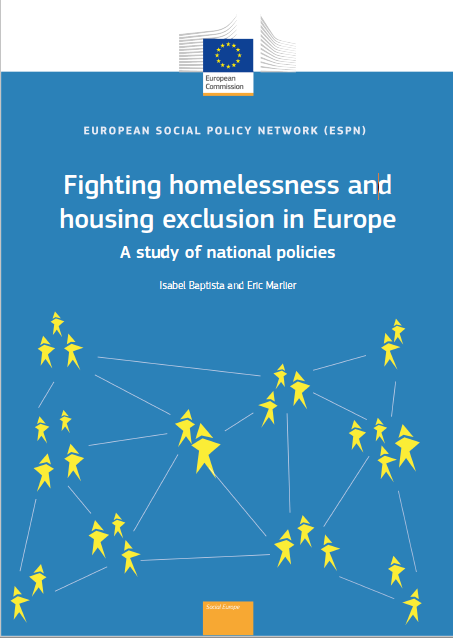 European
Commission
EUROPEAN SOCIAL POLICY NETWORK (ESPN)
Fighting homelessness and
housing exclusion in Europe
A study of national policies
Isabel Baptista and Eric Marlier
Social Europe